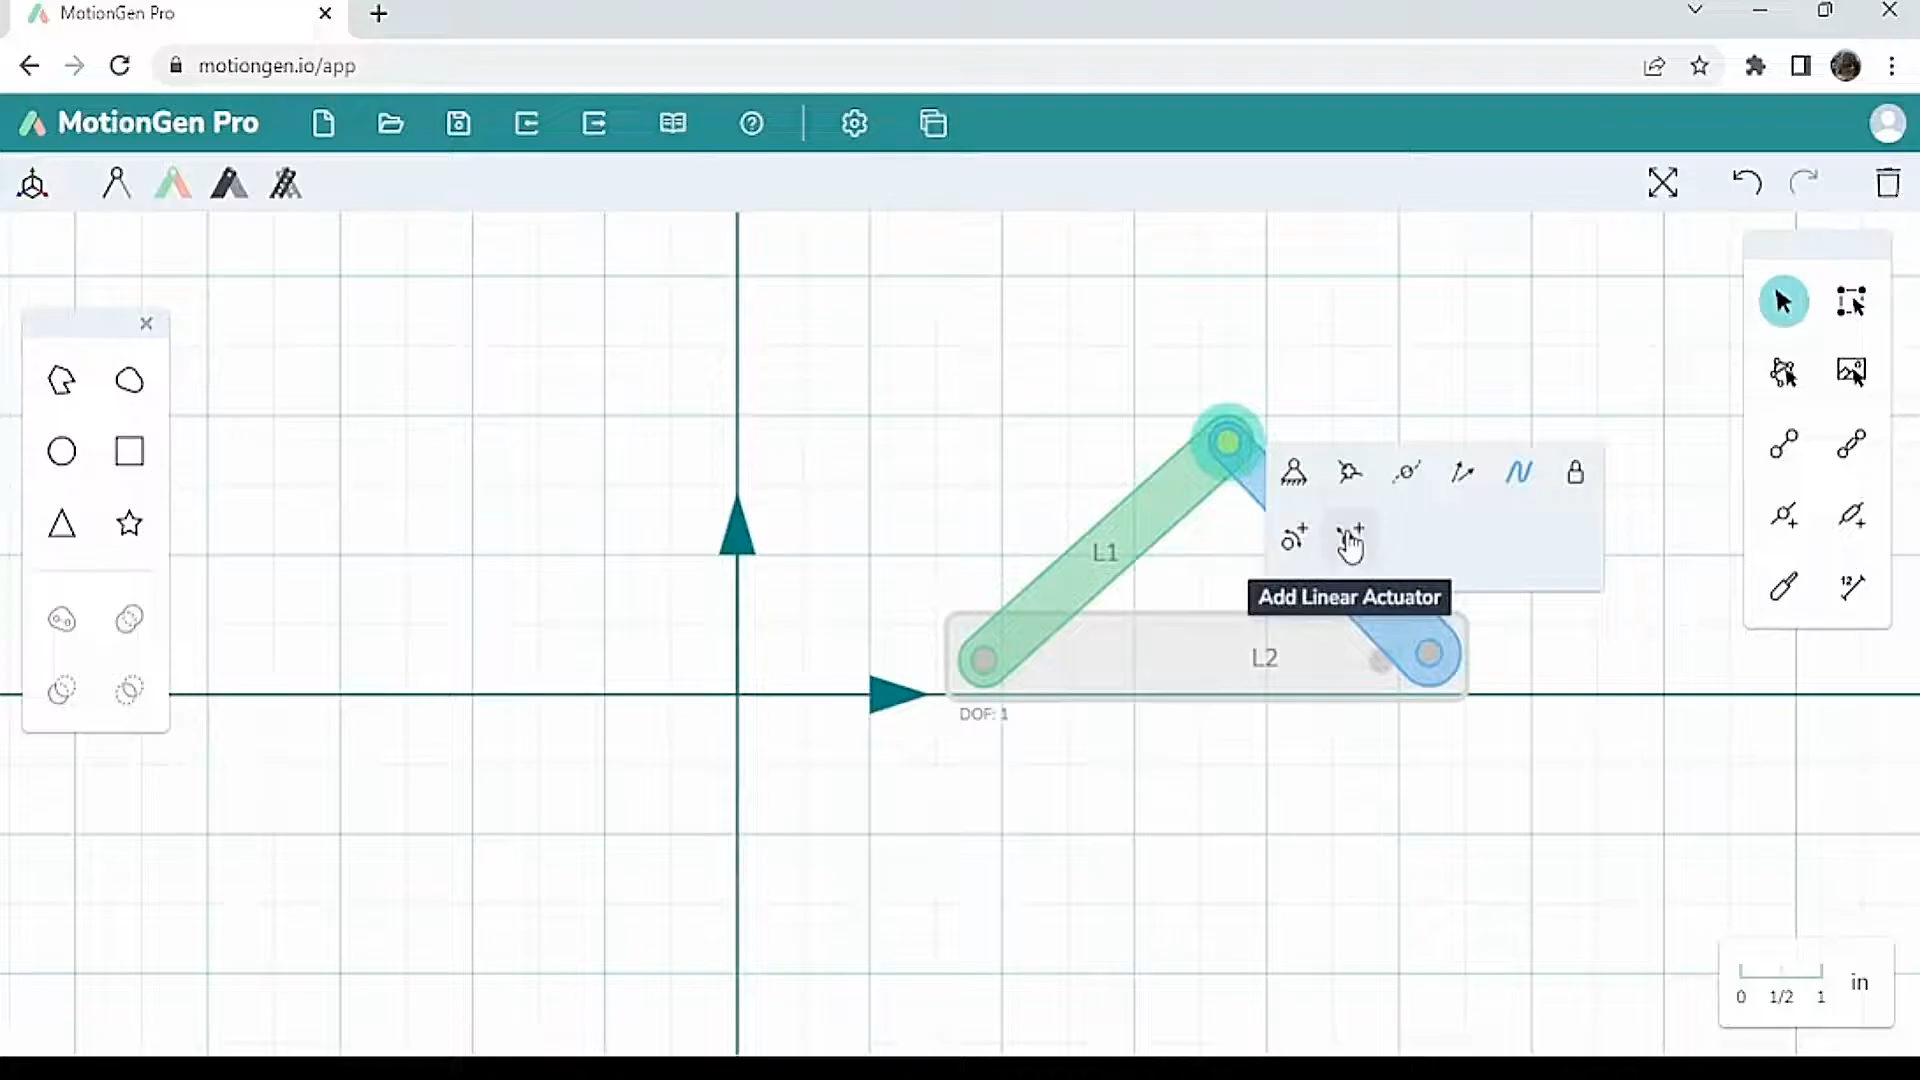 MotionGen Pro
motiongen.io/app
MotionGen Pro
12
L1
Add Linear Actuator
L2
DOF: 1
in
0 1/2 1